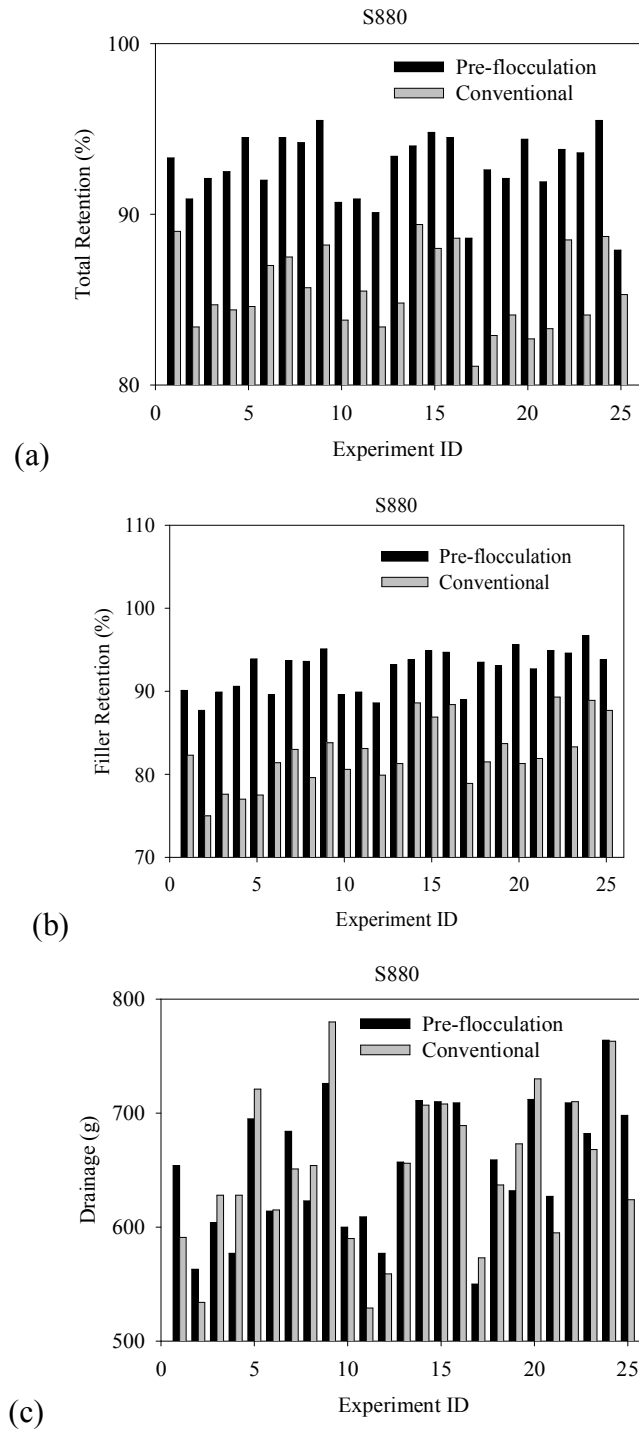 S880
100
Pre-flocculation
Conventional
90
Total Retention (%)
80
0 5 10 15 20 25
Experiment ID
(a)
S880
110
Pre-flocculation
Conventional
100
90
Filler Retention (%)
80
70
0 5 10 15 20 25
Experiment ID
(b)
S880
800
Pre-flocculation
Conventional
700
Drainage (g)
600
500
0 5 10 15 20 25
Experiment ID
(c)